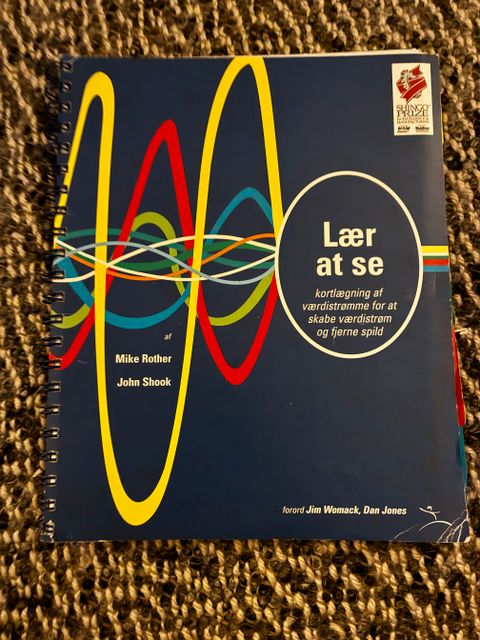 SHINGO
PRIZE
Lær
at se
kortlægning af
værdistrømme for at
skabe værdistrøm
og fjerne spild
af
Mike Rother
John Shook
forord Jim Womack, Dan Jones